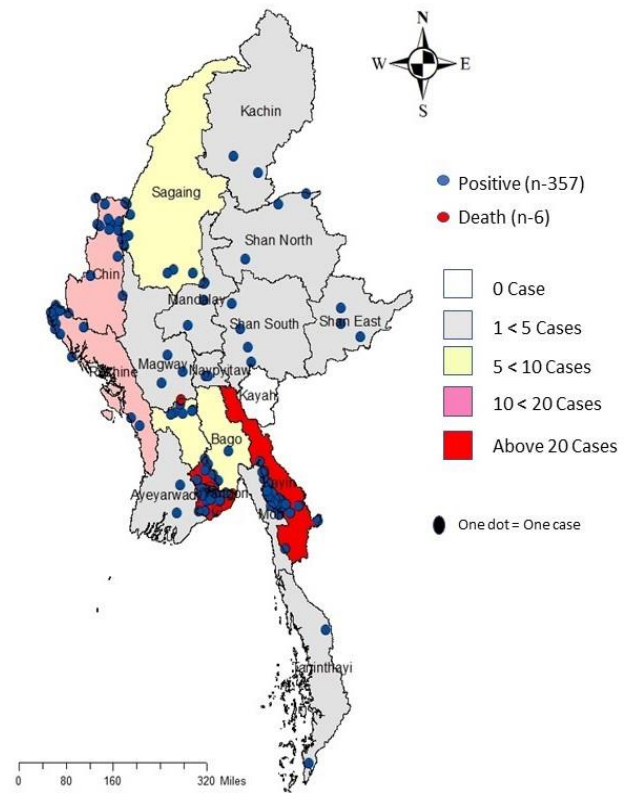 N
W E
S
Kachin
Positive (n-357)
Sagaing
Death (n-6)
Shan North
Chin
0 Case
Mandalay
Shan South
Shan East
1 < 5 Cases
Magway
Naypyitaw
5 < 10 Cases
Kayah
10 < 20 Cases
Bago
Above 20 Cases
Ayeyarwady
One dot = One case
Taninthayi
0 80 160 320 Miles